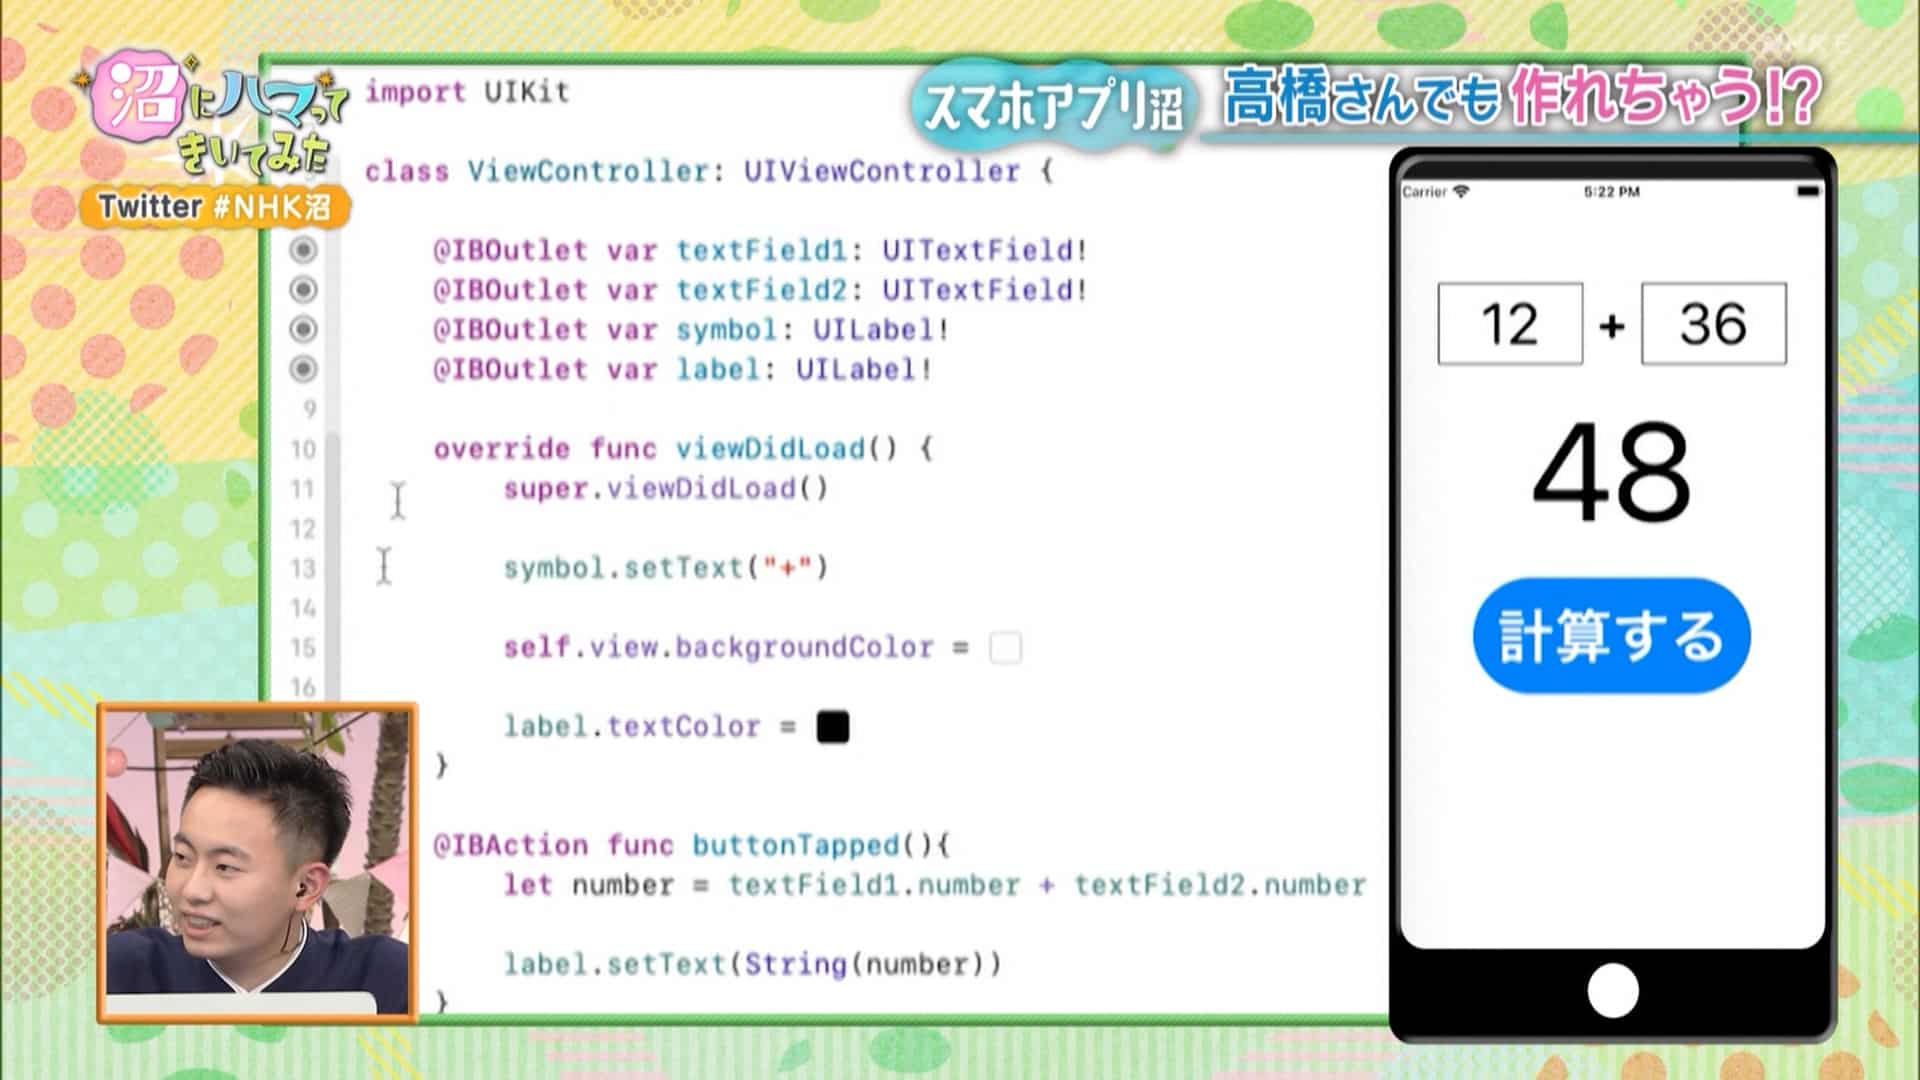 沼にハマって
きいてみた
Twitter #NHK沼
スマホアプリ沼
高橋さんでも作れちゃう!?
import UIKit
class ViewController: UIViewController {
@IBOutlet var textField1: UITextField!
@IBOutlet var textField2: UITextField!
@IBOutlet var symbol: UILabel!
@IBOutlet var label: UILabel!
9
10 override func viewDidLoad() {
11 super.viewDidLoad()
12
13 symbol.setText("+")
14
15 self.view.backgroundColor =
16
label.textColor =
}
@IBAction func buttonTapped(){
let number = textField1.number + textField2.number
label.setText(String(number))
}
Carrier 5:22 PM
12 + 36
48
計算する